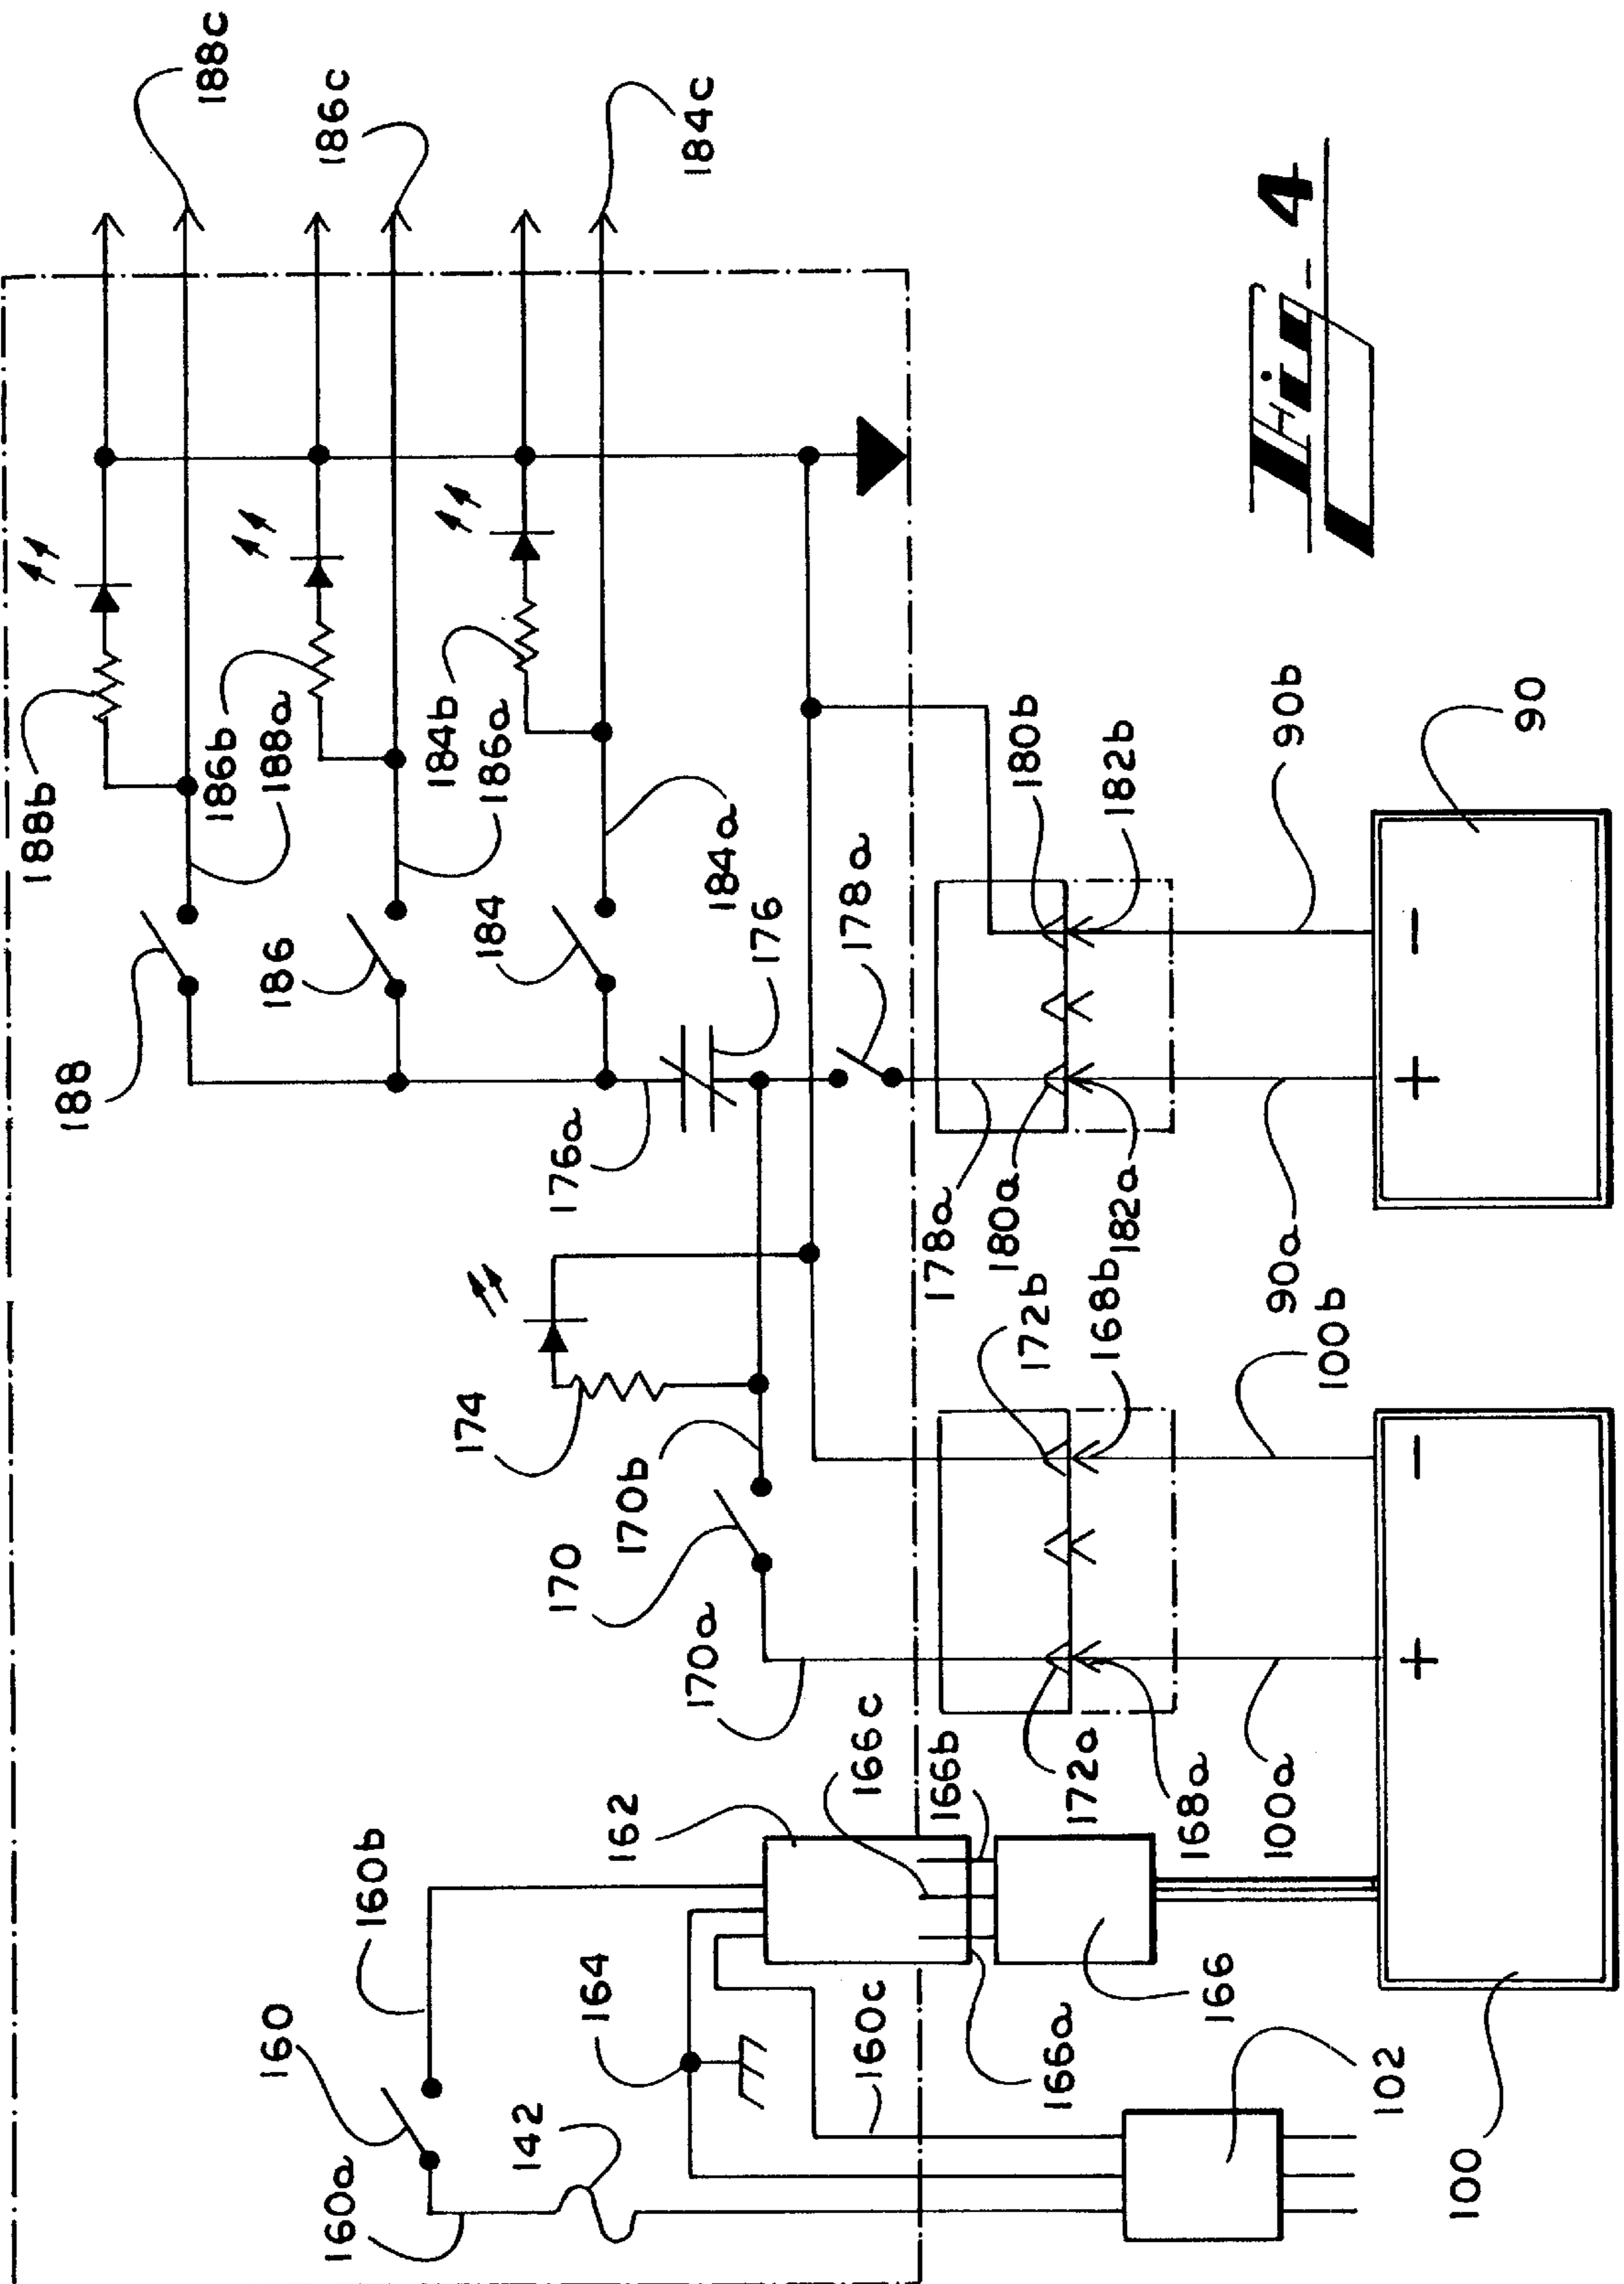 188c
186c
184c
188b
186b
188a
184b
186a
188
186
184
184a
176
178a
176a
174
170b
170
170a
178a
180a
180b
182b
182a
172b
168b
90b
90a
90
+
−
100b
172a
168a
100a
+
−
100
160b
160
160a
142
164
162
166c
166b
160c
166a
166
102
Fig-4